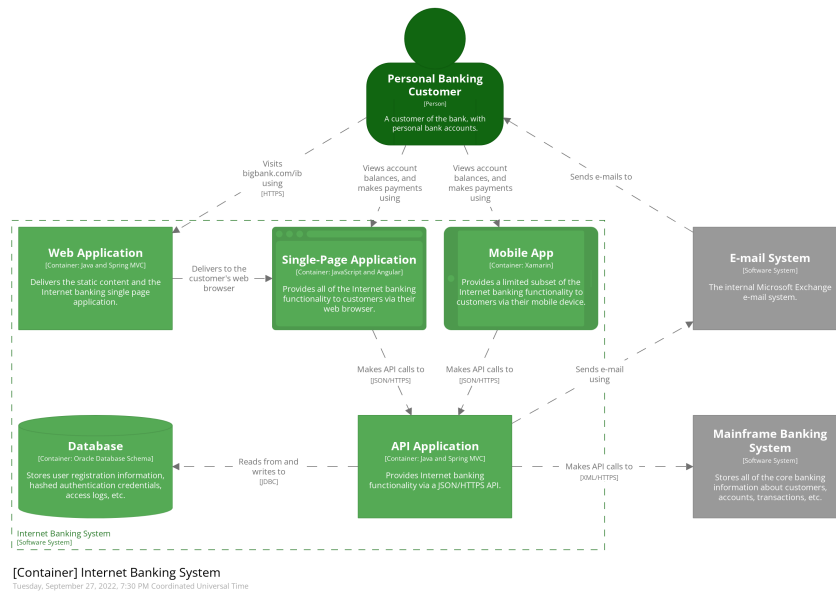 Personal Banking
Customer
[Person]
A customer of the bank, with
personal bank accounts.
Visits
bigbank.com/ib
using
[HTTPS]
Views account
balances, and
makes payments
using
Views account
balances, and
makes payments
using
Sends e-mails to
Web Application
[Container: Java and Spring MVC]
Delivers the static content and the
Internet banking single page
application.
Delivers to the
customer's web
browser
Single-Page Application
[Container: JavaScript and Angular]
Provides all of the Internet banking
functionality to customers via their
web browser.
Mobile App
[Container: Xamarin]
Provides a limited subset of the
Internet banking functionality to
customers via their mobile device.
E-mail System
[Software System]
The internal Microsoft Exchange
e-mail system.
Makes API calls to
[JSON/HTTPS]
Makes API calls to
[JSON/HTTPS]
Sends e-mail
using
Database
[Container: Oracle Database Schema]
Stores user registration information,
hashed authentication credentials,
access logs, etc.
Reads from and
writes to
[JDBC]
API Application
[Container: Java and Spring MVC]
Provides Internet banking
functionality via a JSON/HTTPS API.
Makes API calls to
[XML/HTTPS]
Mainframe Banking
System
[Software System]
Stores all of the core banking
information about customers,
accounts, transactions, etc.
Internet Banking System
[Software System]
[Container] Internet Banking System
Tuesday, September 27, 2022, 7:30 PM Coordinated Universal Time